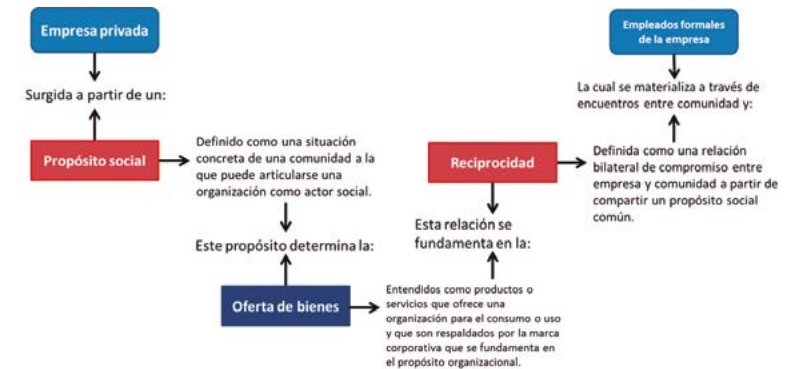 Empresa privada
Surgida a partir de un:
Propósito social
Definido como una situación
concreta de una comunidad a la
que puede articularse una
organización como actor social.
Este propósito determina la:
Oferta de bienes
Entendidos como productos o
servicios que ofrece una
organización para el consumo o uso
y que son respaldados por la marca
corporativa que se fundamenta en
el propósito organizacional.
Esta relación se
fundamenta en la:
Reciprocidad
Definida como una relación
bilateral de compromiso entre
empresa y comunidad a partir de
compartir un propósito social
común.
La cual se materializa a través de
encuentros entre comunidad y:
Empleados formales
de la empresa